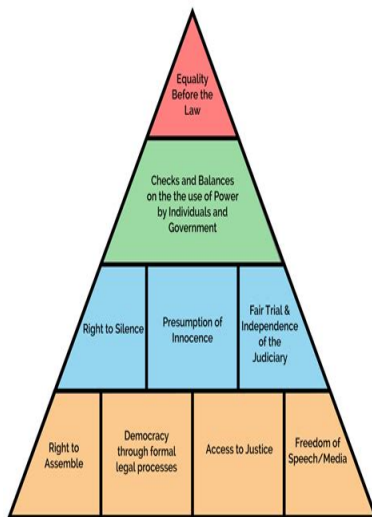 Equality
Before the
Law
Checks and Balances
on the the use of Power
by Individuals and
Government
Right to Silence
Presumption of
Innocence
Fair Trial &
Independence
of the
Judiciary
Right to
Assemble
Democracy
through formal
legal processes
Access to Justice
Freedom of
Speech/Media